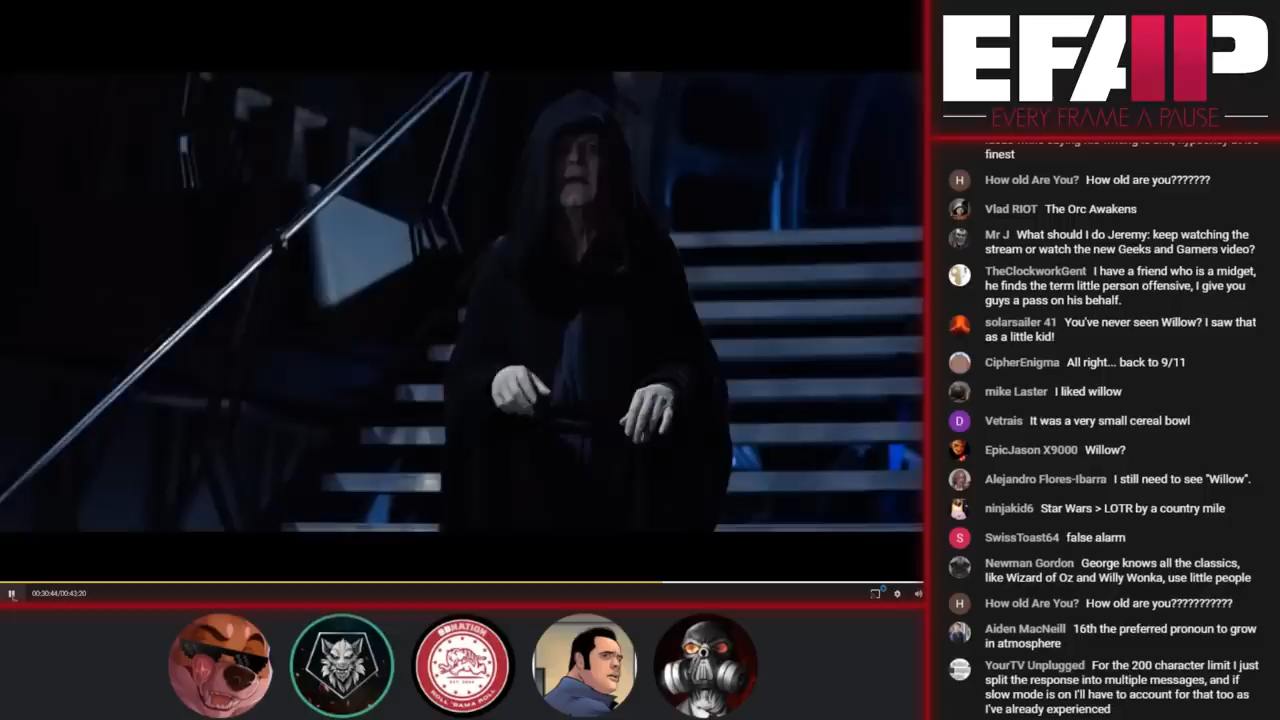 EFAP
EVERY FRAME A PAUSE
finest
How old Are You? How old are you???????
Vlad RIOT The Orc Awakens
Mr J What should I do Jeremy: keep watching the
stream or watch the new Geeks and Gamers video?
TheClockworkGent I have a friend who is a midget,
he finds the term little person offensive, I give you
guys a pass on his behalf.
solarsailer 41 You've never seen Willow? I saw that
as a little kid!
CipherEnigma All right... back to 9/11
mike Laster I liked willow
D Vetrais It was a very small cereal bowl
EpicJason X9000 Willow?
Alejandro Flores-Ibarra I still need to see "Willow".
ninjakid6 Star Wars > LOTR by a country mile
S SwissToast64 false alarm
Newman Gordon George knows all the classics,
like Wizard of Oz and Willy Wonka, use little people
H How old Are You? How old are you???????????
Aiden MacNeill 16th the preferred pronoun to grow
in atmosphere
YourTV Unplugged For the 200 character limit I just
split the response into multiple messages, and if
slow mode is on I'll have to account for that too as
I've already experienced
00:30:44/00:43:20
BBNATION
ROLL 'BAMA ROLL